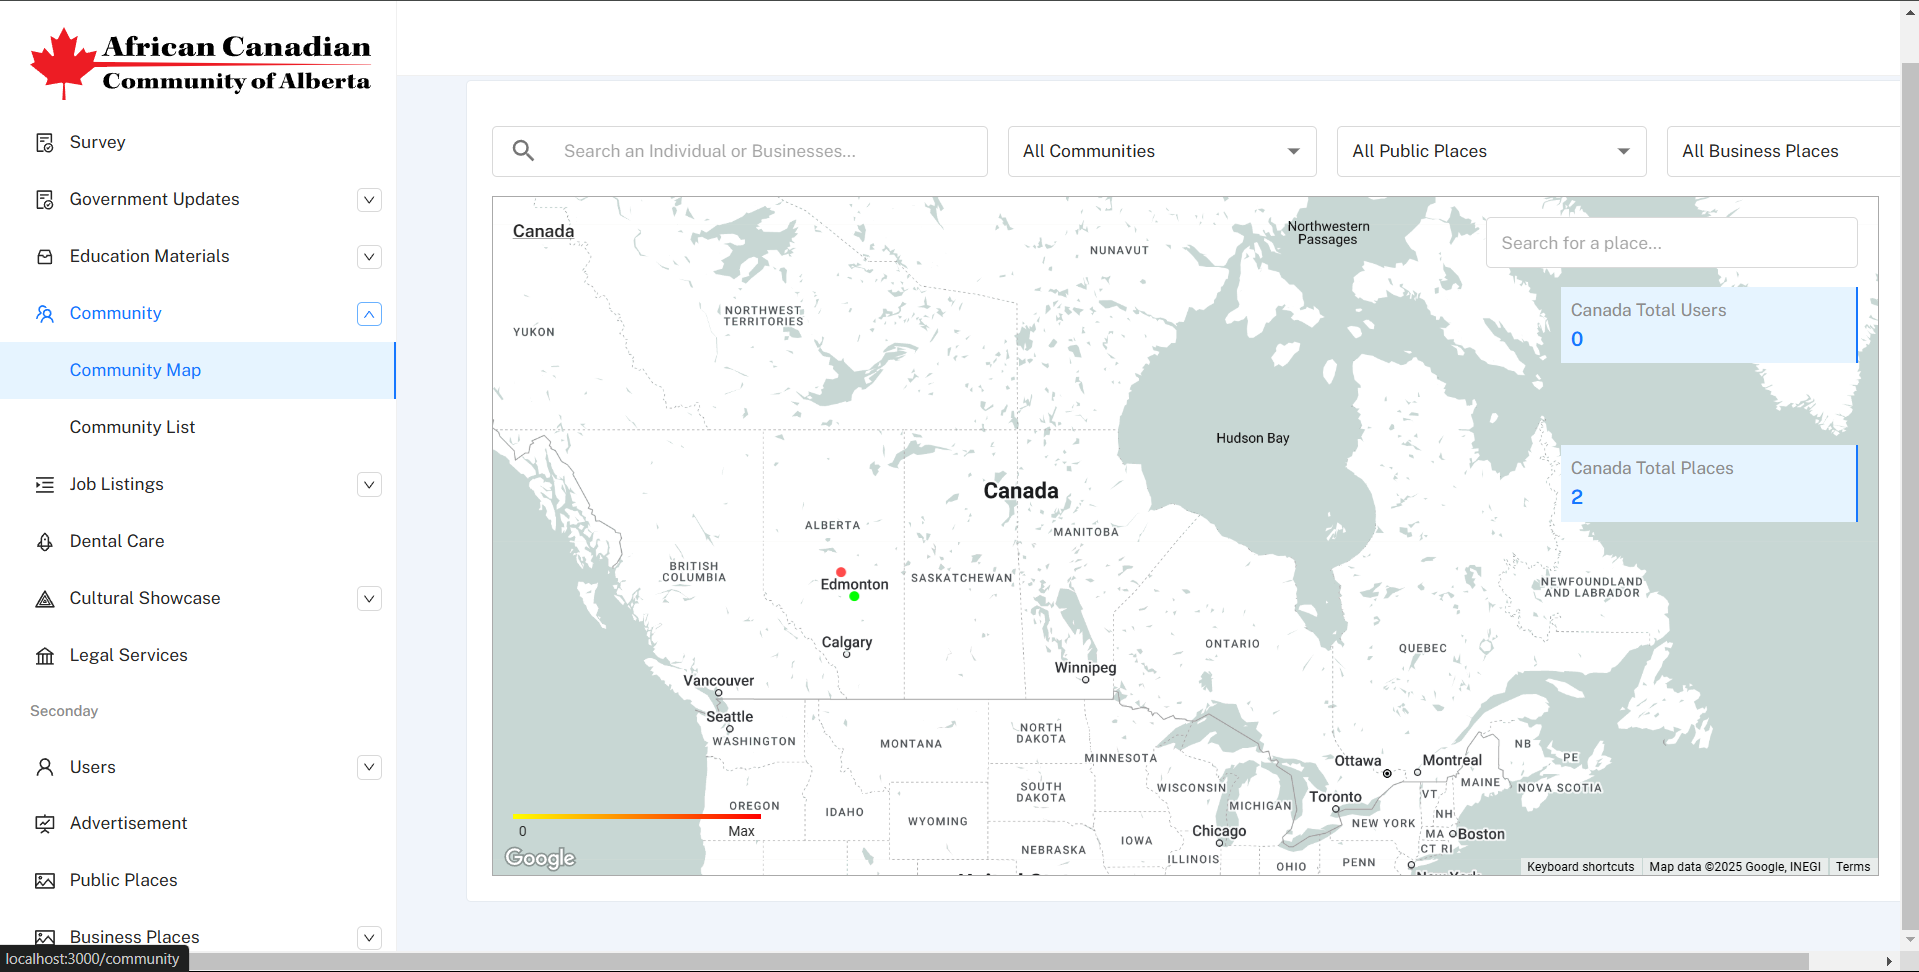 African Canadian
Community of Alberta
Survey
Government Updates
Education Materials
Community
Community Map
Community List
Job Listings
Dental Care
Cultural Showcase
Legal Services
Seconday
Users
Advertisement
Public Places
Business Places
localhost:3000/community
Search an Individual or Businesses...
All Communities
All Public Places
All Business Places
Canada
Northwestern
Passages
Search for a place...
NUNAVUT
Canada Total Users
0
NORTHWEST
TERRITORIES
YUKON
Hudson Bay
Canada Total Places
2
Canada
ALBERTA
MANITOBA
BRITISH
COLUMBIA
Edmonton
SASKATCHEWAN
NEWFOUNDLAND
AND LABRADOR
Calgary
ONTARIO
QUEBEC
Winnipeg
Vancouver
Seattle
WASHINGTON
MONTANA
NORTH
DAKOTA
MINNESOTA
NB
PE
Ottawa
Montreal
MAINE
NOVA SCOTIA
SOUTH
DAKOTA
WISCONSIN
MICHIGAN
Toronto
VT
OREGON
IDAHO
WYOMING
NH
NEW YORK
Chicago
MA
Boston
CT RI
0
Max
NEBRASKA
IOWA
ILLINOIS
OHIO
PENN
Google
Keyboard shortcuts
Map data ©2025 Google, INEGI
Terms